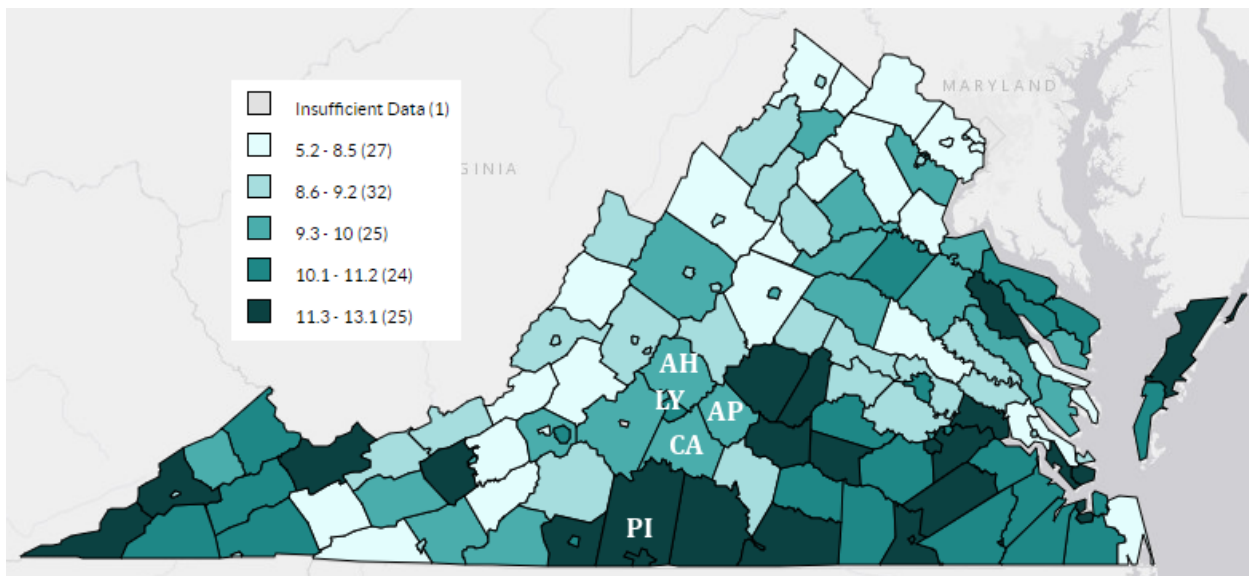 MARYLAND
Insufficient Data (1)
5.2 - 8.5 (27)
GINIA
8.6 - 9.2 (32)
9.3 - 10 (25)
10.1 - 11.2 (24)
11.3 - 13.1 (25)
AH
LY
AP
CA
PI